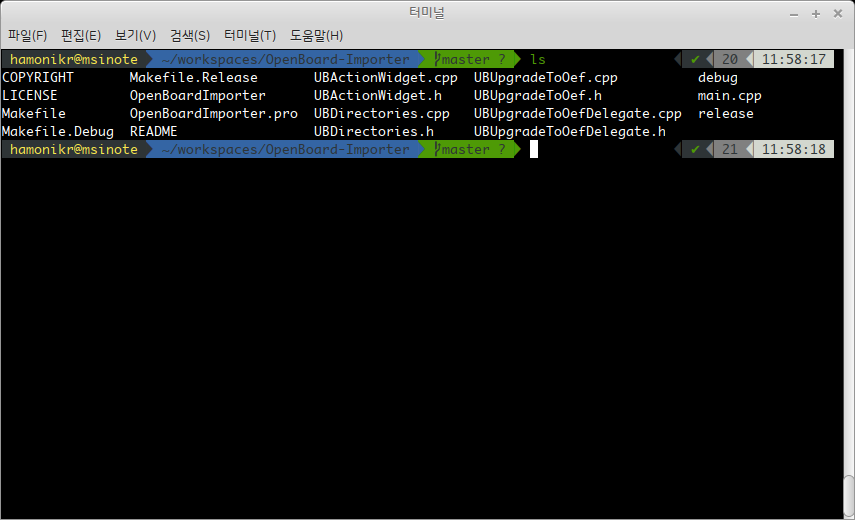 터미널
파일(F) 편집(E) 보기(V) 검색(S) 터미널(T) 도움말(H)
hamonikr@msinote ~/workspaces/OpenBoard-Importer master ? ls ✔ 20 11:58:17
COPYRIGHT Makefile.Release UBActionWidget.cpp UBUpgradeToOef.cpp debug
LICENSE OpenBoardImporter UBActionWidget.h UBUpgradeToOef.h main.cpp
Makefile OpenBoardImporter.pro UBDirectories.cpp UBUpgradeToOefDelegate.cpp release
Makefile.Debug README UBDirectories.h UBUpgradeToOefDelegate.h
hamonikr@msinote ~/workspaces/OpenBoard-Importer master ? ✔ 21 11:58:18